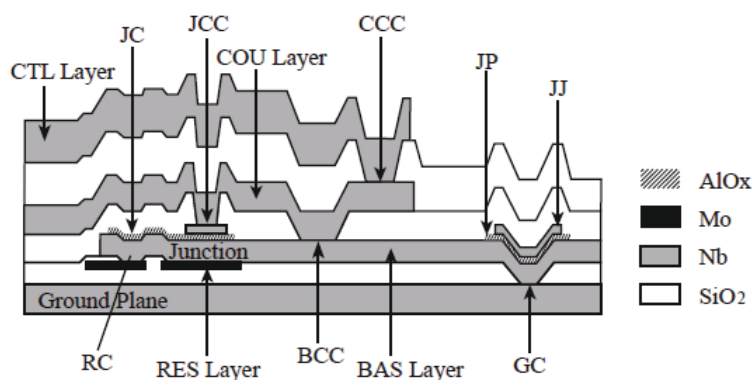 JC
JCC
CCC
CTL Layer
COU Layer
JP
JJ
AlOx
Mo
Junction
Nb
SiO2
Ground Plane
RC
RES Layer
BCC
BAS Layer
GC